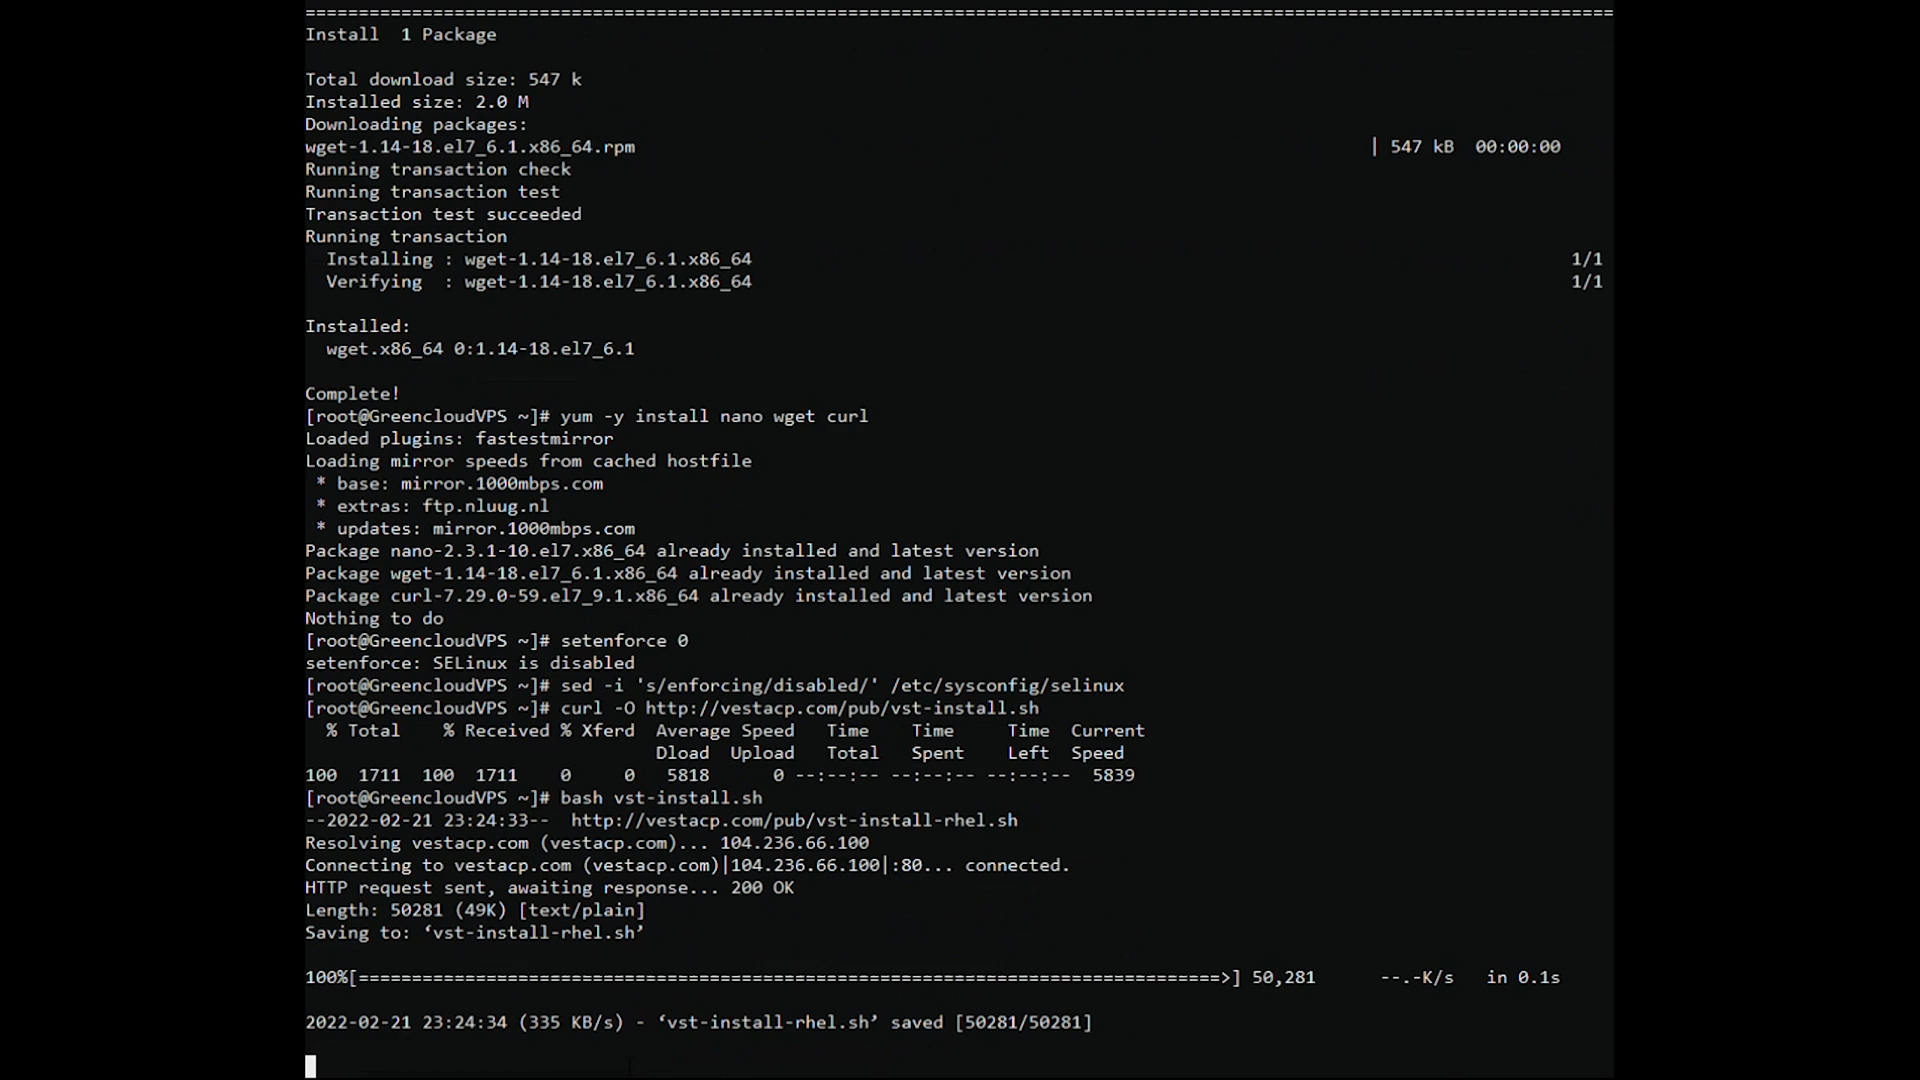 ===========================================================================================================================
Install  1 Package
Total download size: 547 k
Installed size: 2.0 M
Downloading packages:
wget-1.14-18.el7_6.1.x86_64.rpm | 547 kB  00:00:00
Running transaction check
Running transaction test
Transaction test succeeded
Running transaction
  Installing : wget-1.14-18.el7_6.1.x86_64 1/1
  Verifying  : wget-1.14-18.el7_6.1.x86_64 1/1
Installed:
  wget.x86_64 0:1.14-18.el7_6.1
Complete!
[root@GreencloudVPS ~]# yum -y install nano wget curl
Loaded plugins: fastestmirror
Loading mirror speeds from cached hostfile
 * base: mirror.1000mbps.com
 * extras: ftp.nluug.nl
 * updates: mirror.1000mbps.com
Package nano-2.3.1-10.el7.x86_64 already installed and latest version
Package wget-1.14-18.el7_6.1.x86_64 already installed and latest version
Package curl-7.29.0-59.el7_9.1.x86_64 already installed and latest version
Nothing to do
[root@GreencloudVPS ~]# setenforce 0
setenforce: SELinux is disabled
[root@GreencloudVPS ~]# sed -i 's/enforcing/disabled/' /etc/sysconfig/selinux
[root@GreencloudVPS ~]# curl -O http://vestacp.com/pub/vst-install.sh
  % Total    % Received % Xferd  Average Speed   Time    Time     Time  Current
                                 Dload  Upload   Total   Spent    Left  Speed
100  1711  100  1711    0     0   5818      0 --:--:-- --:--:-- --:--:--  5839
[root@GreencloudVPS ~]# bash vst-install.sh
--2022-02-21 23:24:33--  http://vestacp.com/pub/vst-install-rhel.sh
Resolving vestacp.com (vestacp.com)... 104.236.66.100
Connecting to vestacp.com (vestacp.com)|104.236.66.100|:80... connected.
HTTP request sent, awaiting response... 200 OK
Length: 50281 (49K) [text/plain]
Saving to: ‘vst-install-rhel.sh’
100%[=================================================================================>] 50,281      --.-K/s   in 0.1s
2022-02-21 23:24:34 (335 KB/s) - ‘vst-install-rhel.sh’ saved [50281/50281]